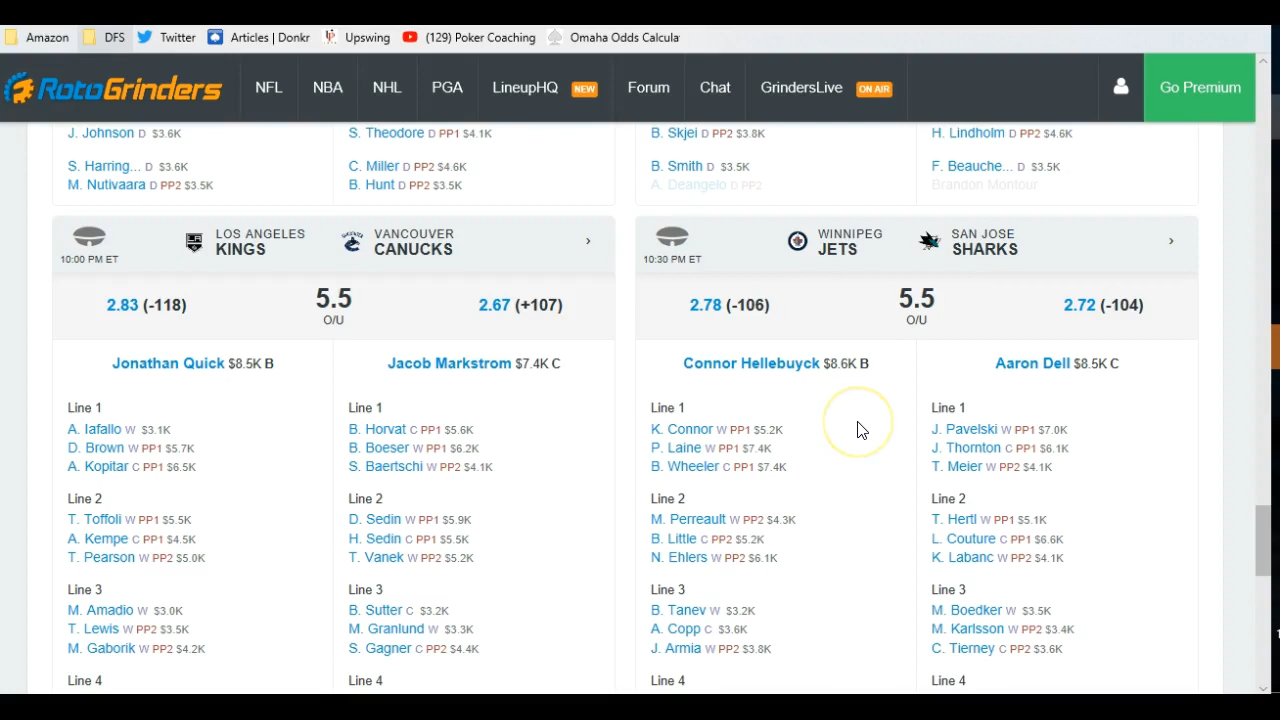 Amazon DFS Twitter Articles | Donkr Upswing (129) Poker Coaching Omaha Odds Calcula
RotoGrinders NFL NBA NHL PGA LineupHQ NEW Forum Chat GrindersLive ON AIR Go Premium
J. Johnson D $3.6K
S. Harring... D $3.6K
M. Nutivaara D PP2 $3.5K
S. Theodore D PP1 $4.1K
C. Miller D PP2 $4.6K
B. Hunt D PP2 $3.5K
B. Skjei D PP2 $3.8K
B. Smith D $3.5K
A. Deangelo D PP2
H. Lindholm D PP2 $4.6K
F. Beauche... D $3.5K
Brandon Montour
10:00 PM ET
LOS ANGELES
KINGS
VANCOUVER
CANUCKS
2.83 (-118)
5.5
O/U
2.67 (+107)
Jonathan Quick $8.5K B
Line 1
A. Iafallo W $3.1K
D. Brown W PP1 $5.7K
A. Kopitar C PP1 $6.5K
Line 2
T. Toffoli W PP1 $5.5K
A. Kempe C PP1 $4.5K
T. Pearson W PP2 $5.0K
Line 3
M. Amadio W $3.0K
T. Lewis W PP2 $3.5K
M. Gaborik W PP2 $4.2K
Line 4
Jacob Markstrom $7.4K C
Line 1
B. Horvat C PP1 $5.6K
B. Boeser W PP1 $6.2K
S. Baertschi W PP2 $4.1K
Line 2
D. Sedin W PP1 $5.9K
H. Sedin C PP1 $5.5K
T. Vanek W PP2 $5.2K
Line 3
B. Sutter C $3.2K
M. Granlund W $3.3K
S. Gagner C PP2 $4.4K
Line 4
10:30 PM ET
WINNIPEG
JETS
SAN JOSE
SHARKS
2.78 (-106)
5.5
O/U
2.72 (-104)
Connor Hellebuyck $8.6K B
Line 1
K. Connor W PP1 $5.2K
P. Laine W PP1 $7.4K
B. Wheeler C PP1 $7.4K
Line 2
M. Perreault W PP2 $4.3K
B. Little C PP2 $5.2K
N. Ehlers W PP2 $6.1K
Line 3
B. Tanev W $3.2K
A. Copp C $3.6K
J. Armia W PP2 $3.8K
Line 4
Aaron Dell $8.5K C
Line 1
J. Pavelski W PP1 $7.0K
J. Thornton C PP1 $6.1K
T. Meier W PP2 $4.1K
Line 2
T. Hertl W PP1 $5.1K
L. Couture C PP1 $6.6K
K. Labanc W PP2 $4.1K
Line 3
M. Boedker W $3.5K
M. Karlsson W PP2 $3.4K
C. Tierney C PP2 $3.6K
Line 4